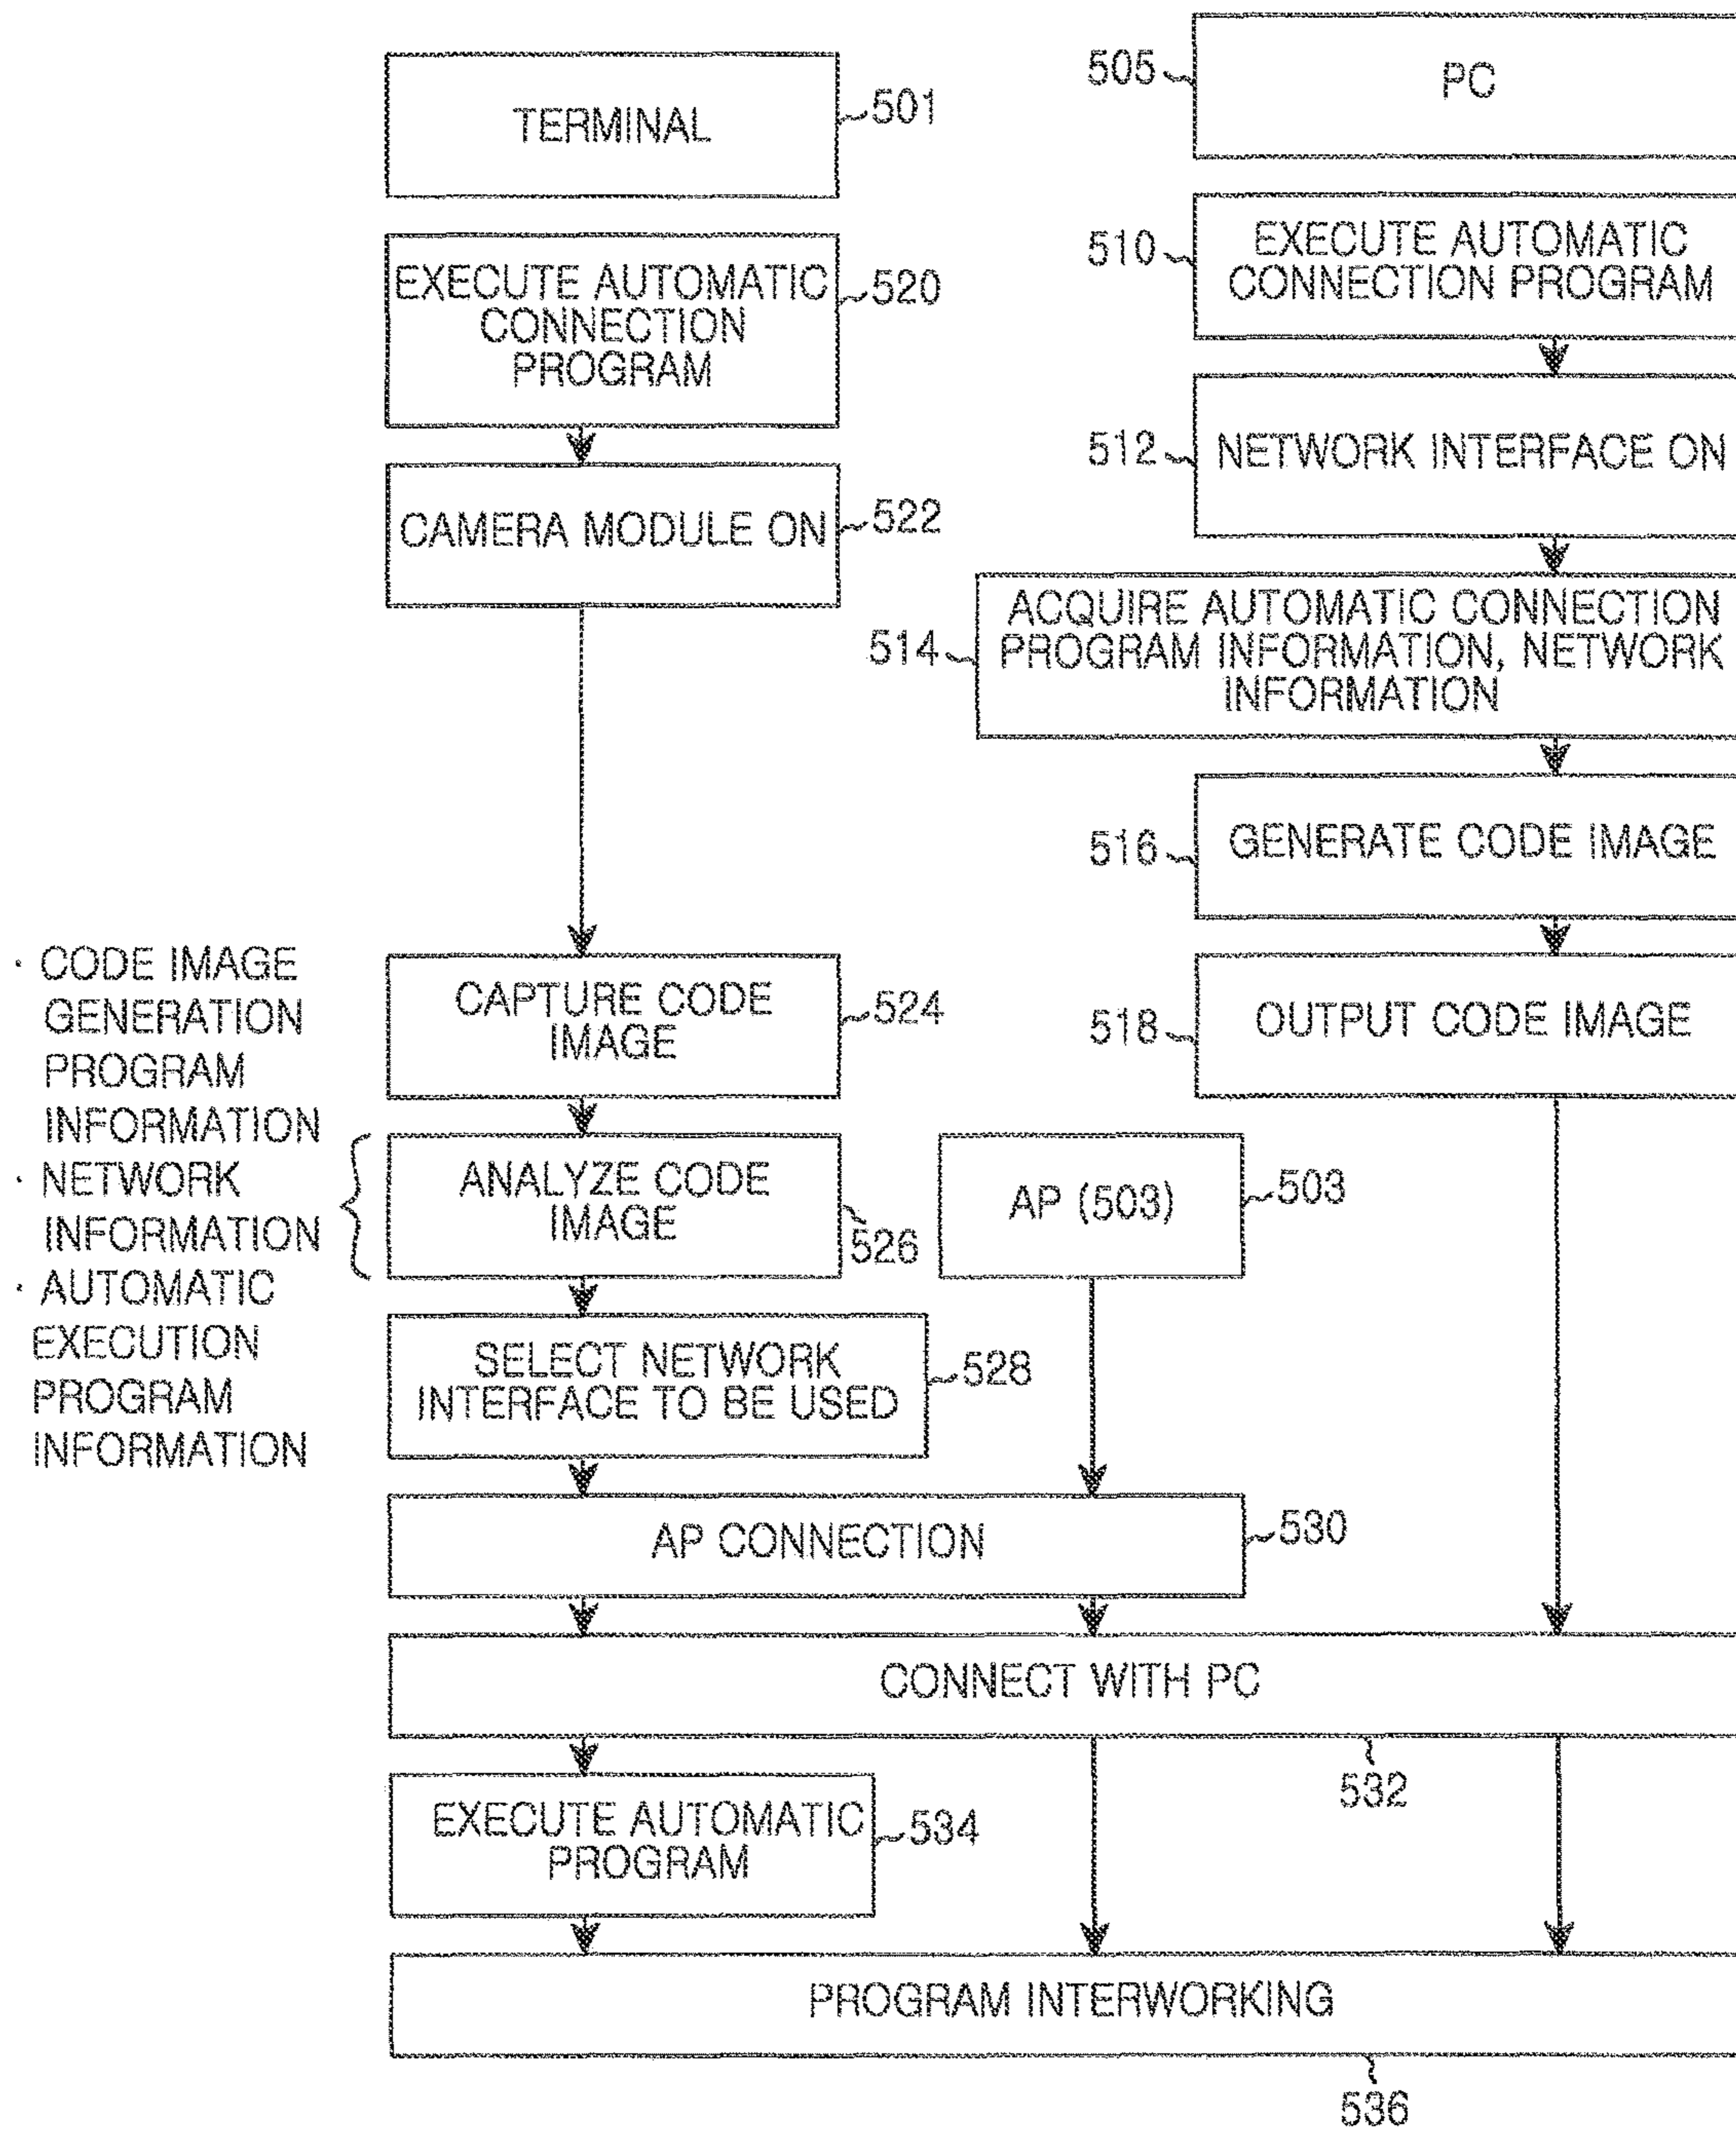 TERMINAL
501
EXECUTE AUTOMATIC
CONNECTION
PROGRAM
520
CAMERA MODULE ON
522
505
PC
510
EXECUTE AUTOMATIC
CONNECTION PROGRAM
512
NETWORK INTERFACE ON
514
ACQUIRE AUTOMATIC CONNECTION
PROGRAM INFORMATION, NETWORK
INFORMATION
516
GENERATE CODE IMAGE
518
OUTPUT CODE IMAGE
· CODE IMAGE
GENERATION
PROGRAM
INFORMATION
· NETWORK
INFORMATION
· AUTOMATIC
EXECUTION
PROGRAM
INFORMATION
CAPTURE CODE
IMAGE
524
ANALYZE CODE
IMAGE
526
AP (503)
503
SELECT NETWORK
INTERFACE TO BE USED
528
AP CONNECTION
530
CONNECT WITH PC
532
EXECUTE AUTOMATIC
PROGRAM
534
PROGRAM INTERWORKING
536